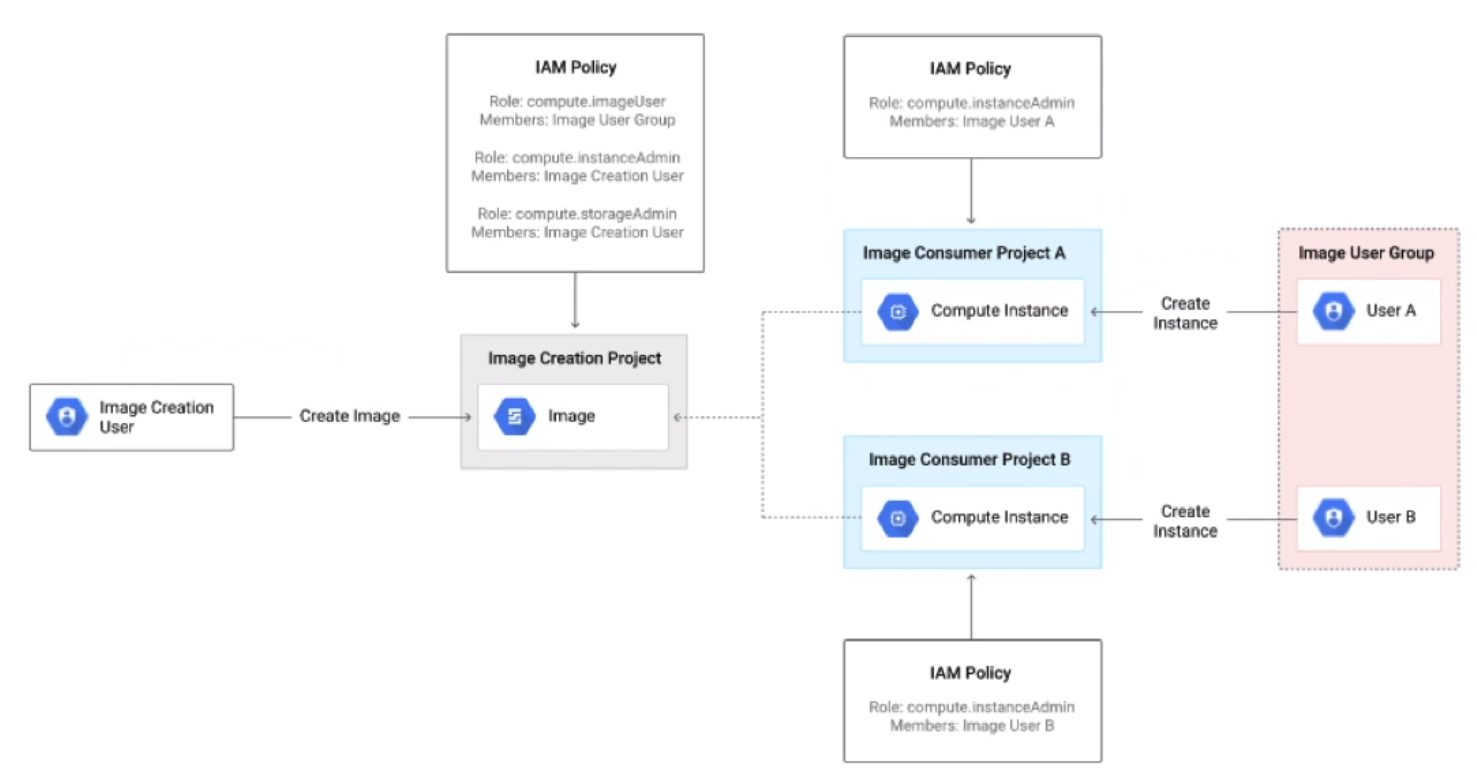 IAM Policy
Role: compute.imageUser
Members: Image User Group
Role: compute.instanceAdmin
Members: Image Creation User
Role: compute.storageAdmin
Members: Image Creation User
IAM Policy
Role: compute.instanceAdmin
Members: Image User A
Image Consumer Project A
Compute Instance
Create
Instance
Image User Group
User A
Image Creation Project
Image
Image Creation
User
Create Image
Image Consumer Project B
Compute Instance
Create
Instance
User B
IAM Policy
Role: compute.instanceAdmin
Members: Image User B